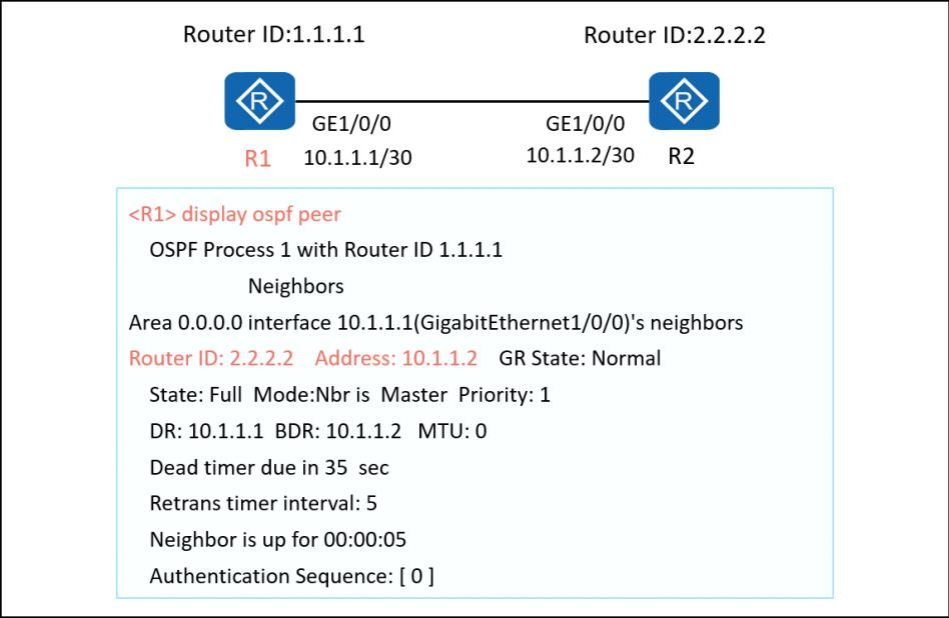 Router ID:1.1.1.1 Router ID:2.2.2.2
R R
GE1/0/0 GE1/0/0
R1 10.1.1.1/30 10.1.1.2/30 R2
<R1> display ospf peer
OSPF Process 1 with Router ID 1.1.1.1
Neighbors
Area 0.0.0.0 interface 10.1.1.1(GigabitEthernet1/0/0)'s neighbors
Router ID: 2.2.2.2 Address: 10.1.1.2 GR State: Normal
State: Full Mode:Nbr is Master Priority: 1
DR: 10.1.1.1 BDR: 10.1.1.2 MTU: 0
Dead timer due in 35 sec
Retrans timer interval: 5
Neighbor is up for 00:00:05
Authentication Sequence: [ 0 ]